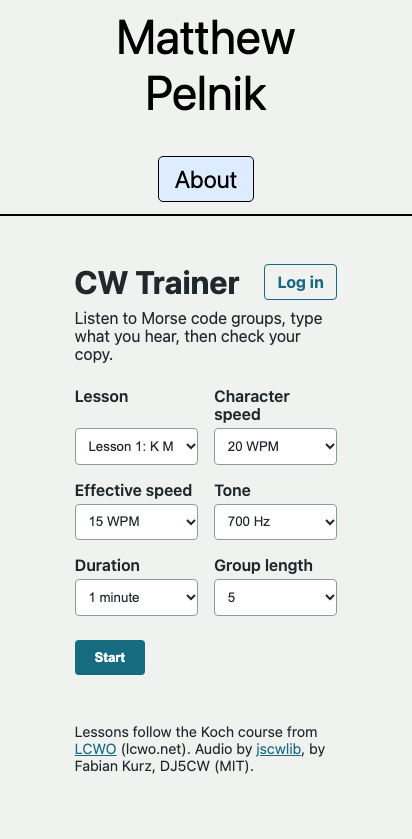 Matthew
Pelnik
About
CW Trainer
Log in
Listen to Morse code groups, type
what you hear, then check your
copy.
Lesson
Character
speed
Lesson 1: K M
20 WPM
Effective speed
Tone
15 WPM
700 Hz
Duration
Group length
1 minute
5
Start
Lessons follow the Koch course from
LCWO (lcwo.net). Audio by jscwlib, by
Fabian Kurz, DJ5CW (MIT).